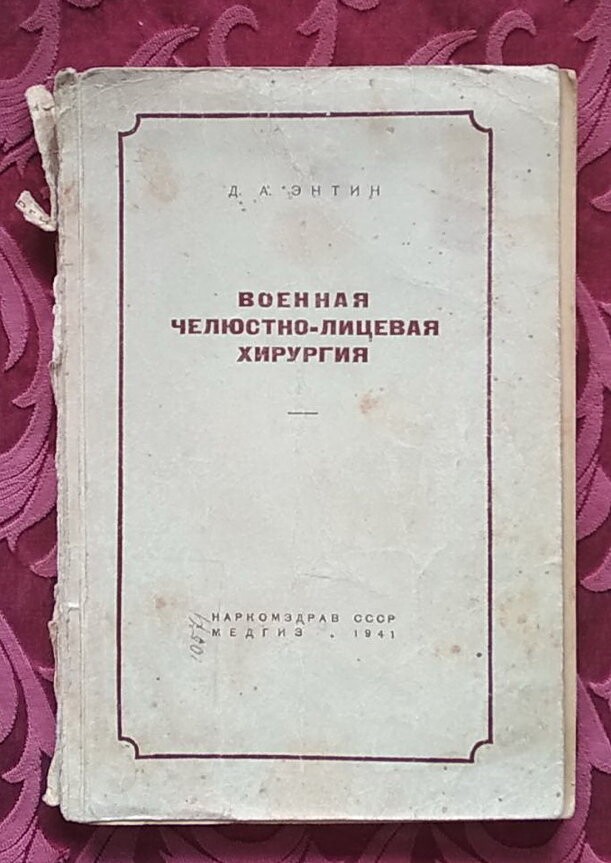 Д. А. ЭНТИН
ВОЕННАЯ
ЧЕЛЮСТНО-ЛИЦЕВАЯ
ХИРУРГИЯ
НАРКОМЗДРАВ СССР
МЕДГИЗ . 1941